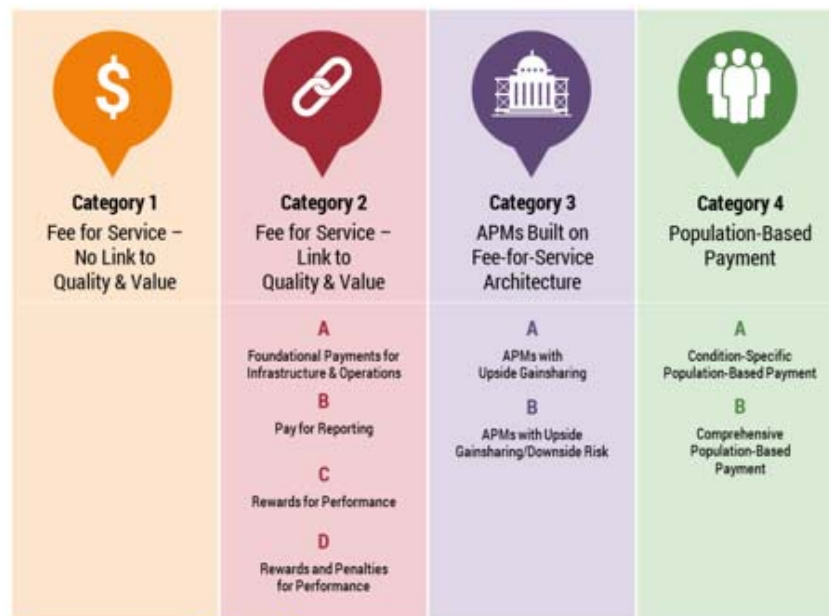 $
Category 1
Fee for Service –
No Link to
Quality & Value
Category 2
Fee for Service –
Link to
Quality & Value
A
Foundational Payments for
Infrastructure & Operations
B
Pay for Reporting
C
Rewards for Performance
D
Rewards and Penalties
for Performance
Category 3
APMs Built on
Fee-for-Service
Architecture
A
APMs with
Upside Gainsharing
B
APMs with Upside
Gainsharing/Downside Risk
Category 4
Population-Based
Payment
A
Condition-Specific
Population-Based Payment
B
Comprehensive
Population-Based
Payment